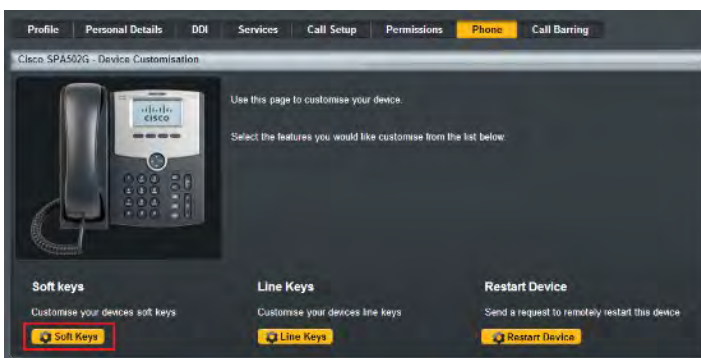 Profile Personal Details DDI Services Call Setup Permissions Phone Call Barring
Cisco SPA502G - Device Customisation
CISCO
Use this page to customise your device.
Select the features you would like customise from the list below.
Soft keys
Customise your devices soft keys
Soft Keys
Line Keys
Customise your devices line keys
Line Keys
Restart Device
Send a request to remotely restart this device
Restart Device